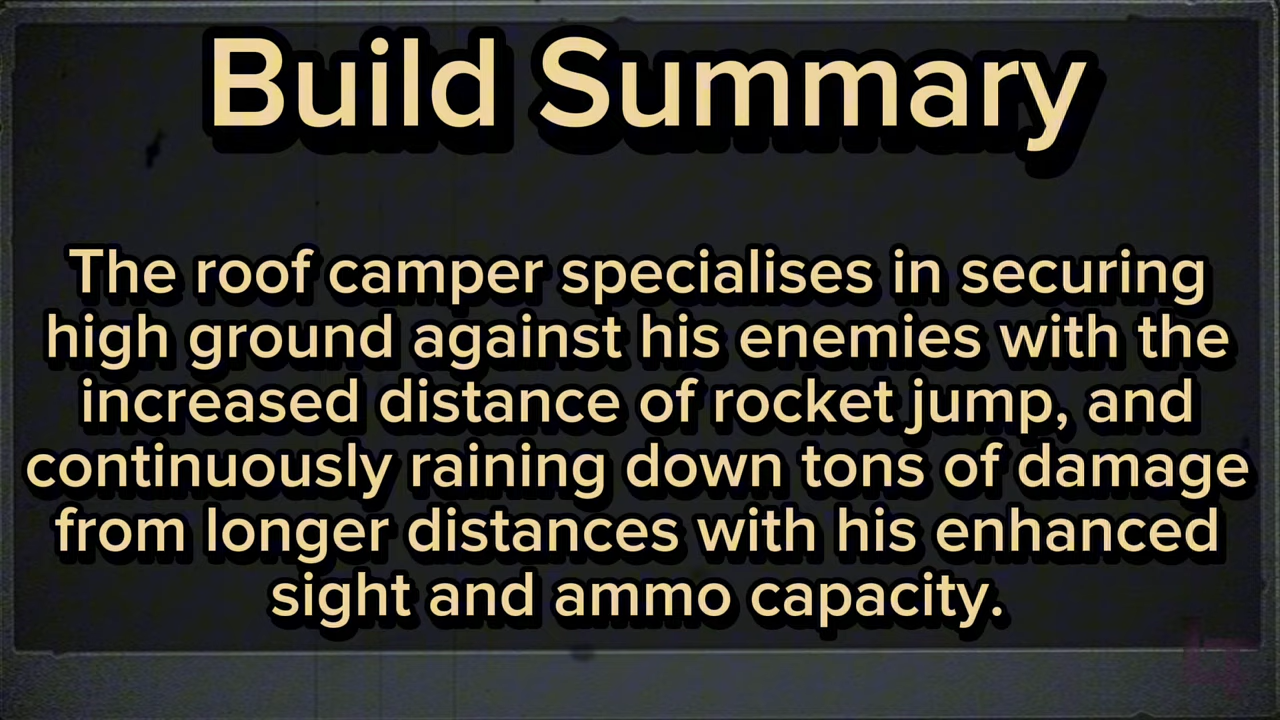 Build Summary
The roof camper specialises in securing
high ground against his enemies with the
increased distance of rocket jump, and
continuously raining down tons of damage
from longer distances with his enhanced
sight and ammo capacity.